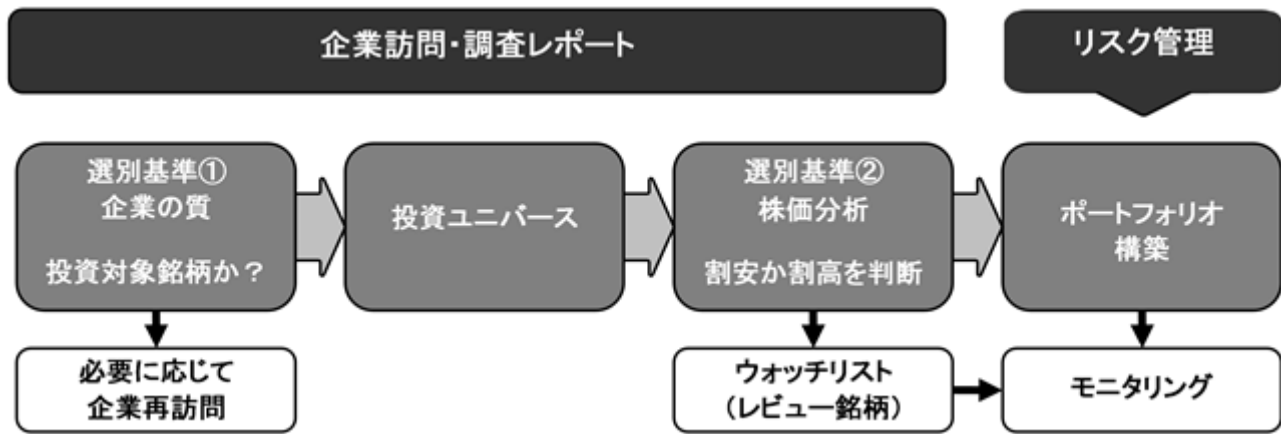 企業訪問・調査レポート
リスク管理
選別基準①
企業の質
投資対象銘柄か？
投資ユニバース
選別基準②
株価分析
割安か割高を判断
ポートフォリオ
構築
必要に応じて
企業再訪問
ウォッチリスト
（レビュー銘柄）
モニタリング